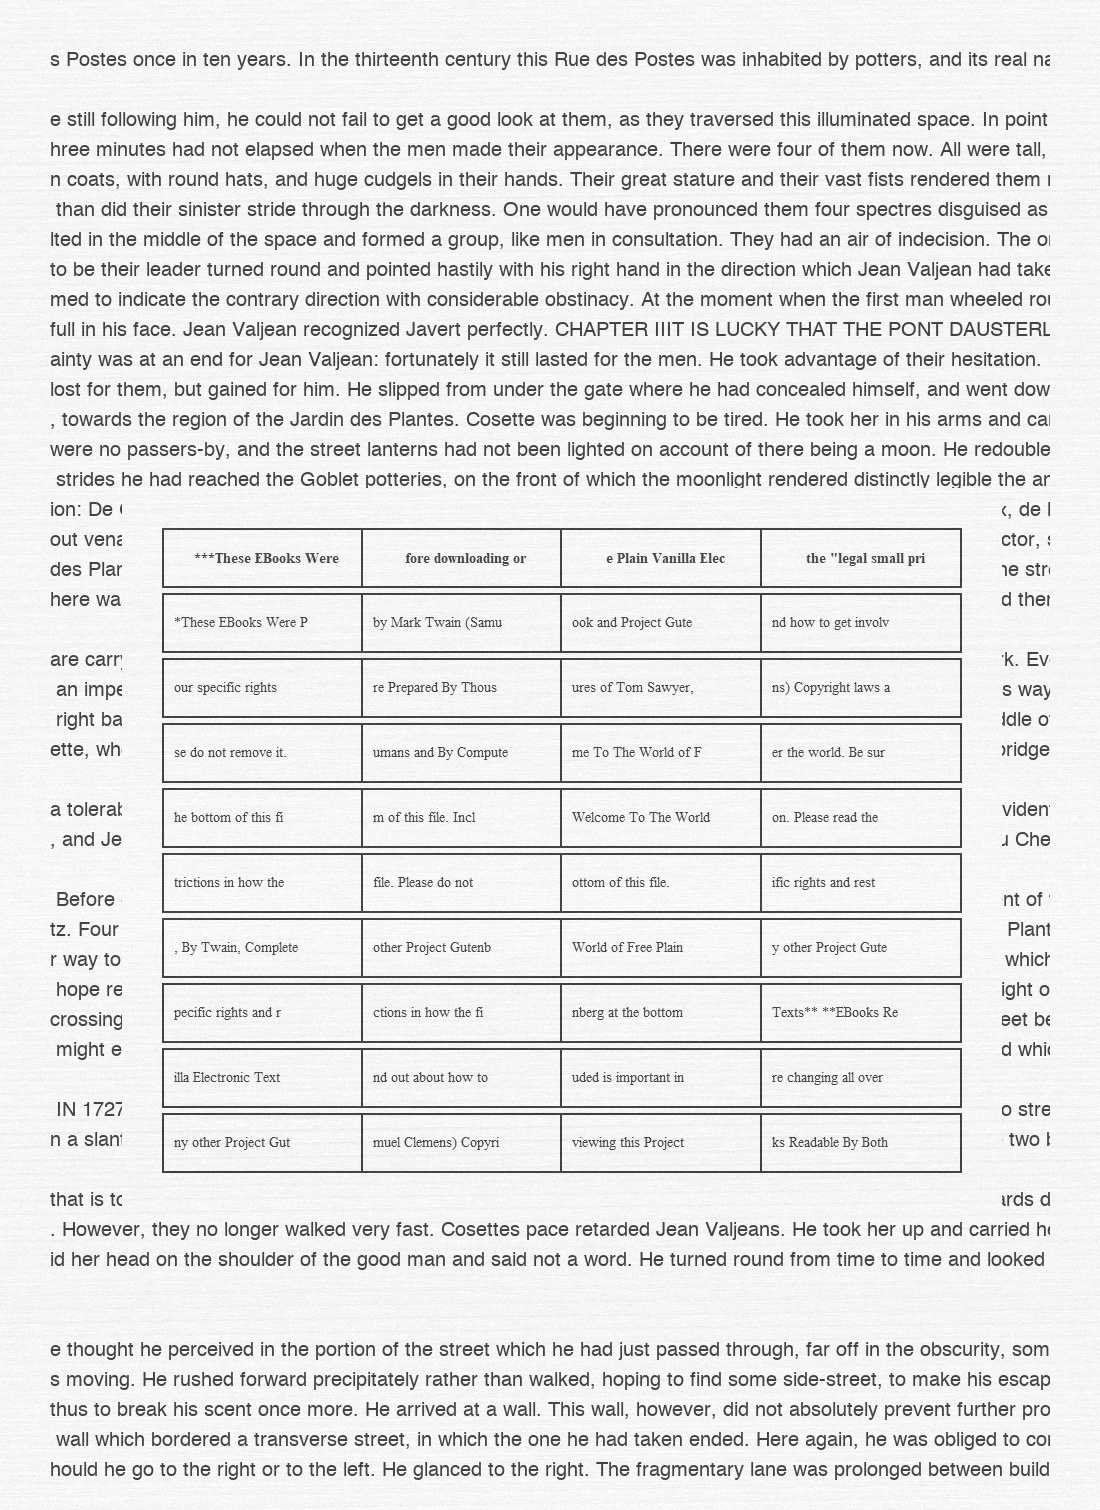 s Postes once in ten years. In the thirteenth century this Rue des Postes was inhabited by potters, and its real na
e still following him, he could not fail to get a good look at them, as they traversed this illuminated space. In point
hree minutes had not elapsed when the men made their appearance. There were four of them now. All were tall,
n coats, with round hats, and huge cudgels in their hands. Their great stature and their vast fists rendered them
than did their sinister stride through the darkness. One would have pronounced them four spectres disguised as
lted in the middle of the space and formed a group, like men in consultation. They had an air of indecision. The o
to be their leader turned round and pointed hastily with his right hand in the direction which Jean Valjean had take
med to indicate the contrary direction with considerable obstinacy. At the moment when the first man wheeled rou
full in his face. Jean Valjean recognized Javert perfectly. CHAPTER IIIT IS LUCKY THAT THE PONT DAUSTERL
ainty was at an end for Jean Valjean: fortunately it still lasted for the men. He took advantage of their hesitation.
lost for them, but gained for him. He slipped from under the gate where he had concealed himself, and went dow
, towards the region of the Jardin des Plantes. Cosette was beginning to be tired. He took her in his arms and ca
were no passers-by, and the street lanterns had not been lighted on account of there being a moon. He redouble
strides he had reached the Goblet potteries, on the front of which the moonlight rendered distinctly legible the an
ion: De x, de
out vena ctor, s
des Plan he stre
here wa d then
are carry rk. Eve
an impe s way
right ba ddle o
ette, wh bridge
a tolerab vident
, and Je u Che
Before nt of
tz. Four Plant
r way to which
hope re ight o
crossing eet be
might e d whic
IN 1727 o stre
n a slant two b
that is to ards d
***These EBooks Were fore downloading or e Plain Vanilla Elec the "legal small pri
*These EBooks Were P by Mark Twain (Samu ook and Project Gute nd how to get involv
our specific rights re Prepared By Thous ures of Tom Sawyer, ns) Copyright laws a
se do not remove it. umans and By Compute me To The World of F er the world. Be sur
he bottom of this fi m of this file. Incl Welcome To The World on. Please read the
trictions in how the file. Please do not ottom of this file. ific rights and rest
, By Twain, Complete other Project Gutenb World of Free Plain y other Project Gute
pecific rights and r ctions in how the fi nberg at the bottom Texts** **EBooks Re
illa Electronic Text nd out about how to uded is important in re changing all over
ny other Project Gut muel Clemens) Copyri viewing this Project ks Readable By Both
. However, they no longer walked very fast. Cosettes pace retarded Jean Valjeans. He took her up and carried he
id her head on the shoulder of the good man and said not a word. He turned round from time to time and looked
e thought he perceived in the portion of the street which he had just passed through, far off in the obscurity, som
s moving. He rushed forward precipitately rather than walked, hoping to find some side-street, to make his escap
thus to break his scent once more. He arrived at a wall. This wall, however, did not absolutely prevent further pro
wall which bordered a transverse street, in which the one he had taken ended. Here again, he was obliged to con
hould he go to the right or to the left. He glanced to the right. The fragmentary lane was prolonged between build